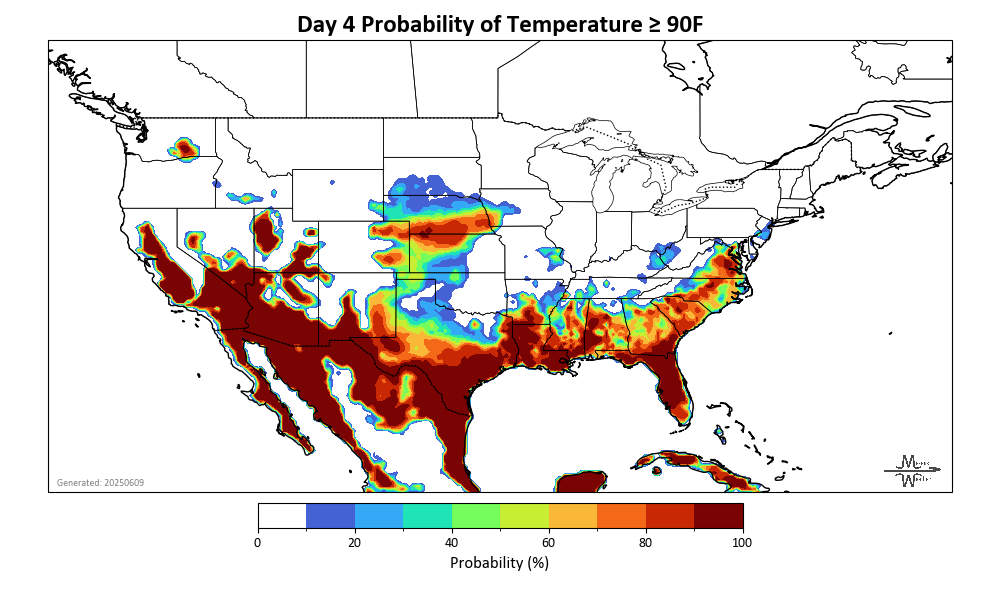 Day 4 Probability of Temperature ≥ 90F
Generated: 20250609
0 20 40 60 80 100
Probability (%)